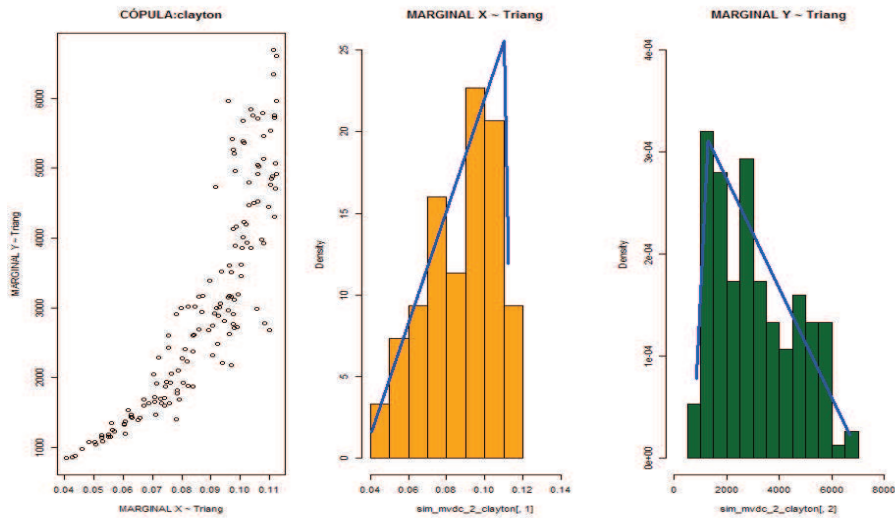 CÓPULA:clayton
MARGINAL Y ~ Triang
1000 2000 3000 4000 5000 6000
0.04 0.05 0.06 0.07 0.08 0.09 0.10 0.11
MARGINAL X ~ Triang
MARGINAL X ~ Triang
Density
0 5 10 15 20 25
0.04 0.06 0.08 0.10 0.12 0.14
sim_mvdc_2_clayton[, 1]
MARGINAL Y ~ Triang
Density
0e+00 1e-04 2e-04 3e-04 4e-04
0 2000 4000 6000 8000
sim_mvdc_2_clayton[, 2]